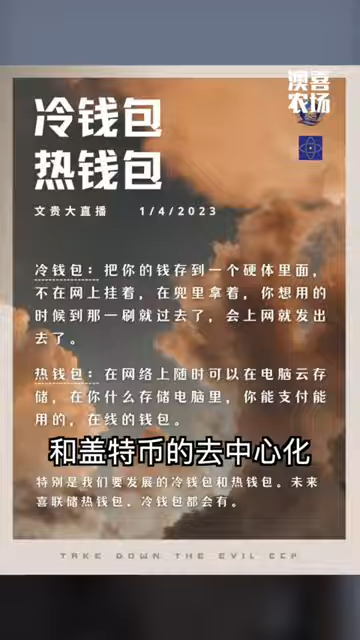 澳喜
农场
冷钱包
热钱包
文贵大直播 1/4/2023
冷钱包：把你的钱存到一个硬体里面，
不在网上挂着，在兜里拿着，你想用的
时候到那一刷就过去了，会上网就发出
去了。
热钱包：在网络上随时可以在电脑云存
储，在你什么存储电脑里，你能支付能
用的，在线的钱包。
和盖特币的去中心化
特别是我们要发展的冷钱包和热钱包。未来
喜联储热钱包、冷钱包都会有。
TAKE DOWN THE EVIL CCP